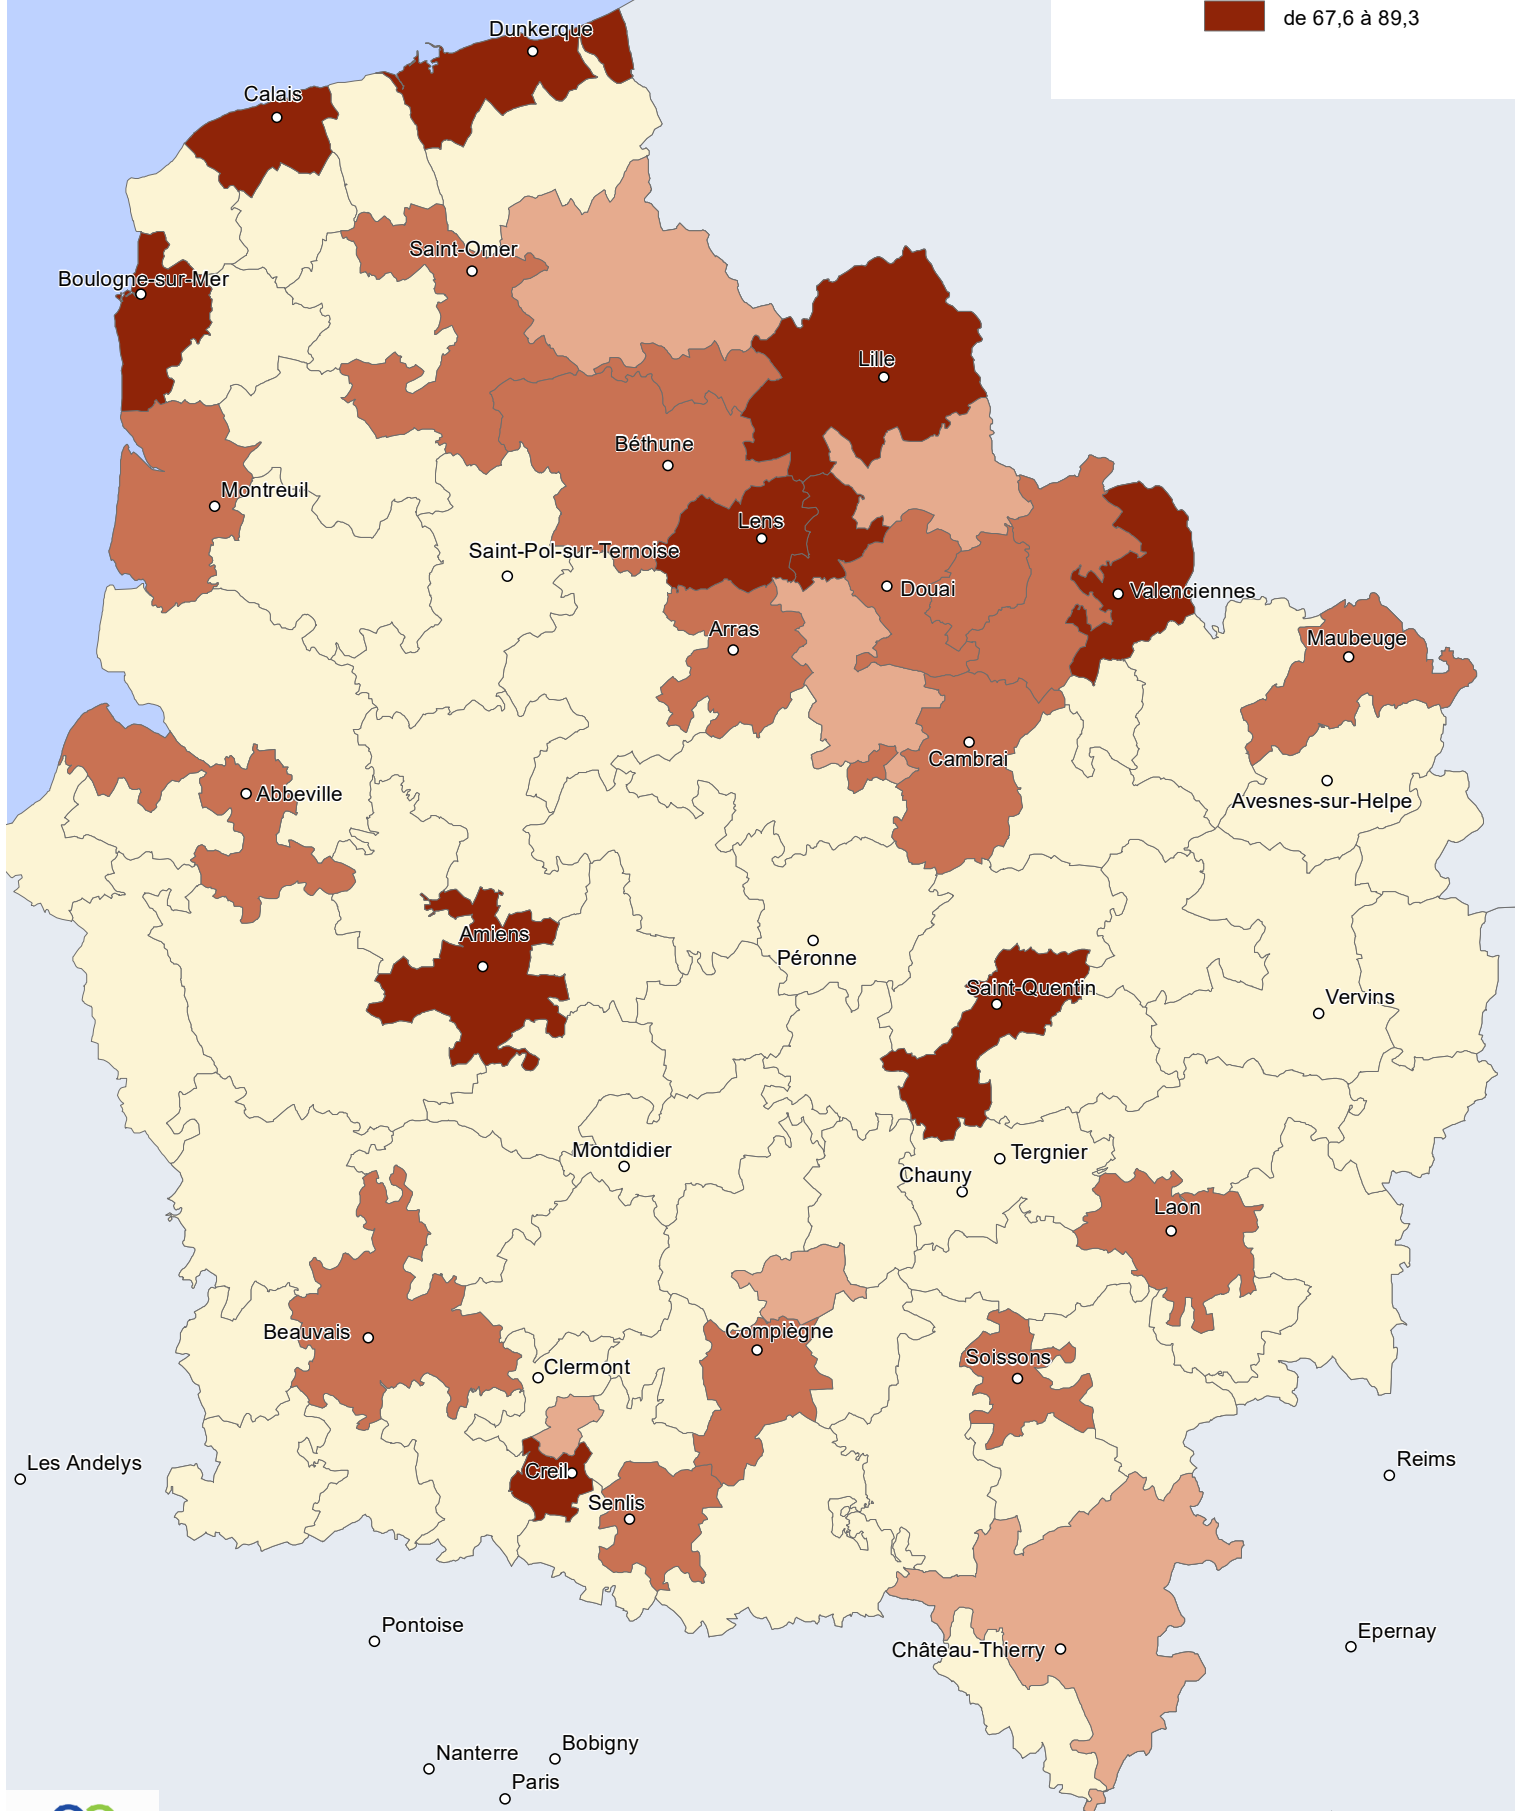 de 67,6 à 89,3
Dunkerque
Calais
Saint-Omer
Boulogne-sur-Mer
Lille
Béthune
Montreuil
Lens
Saint-Pol-sur-Ternoise
Douai
Valenciennes
Arras
Maubeuge
Cambrai
Abbeville
Avesnes-sur-Helpe
Amiens
Péronne
Saint-Quentin
Vervins
Montdidier
Tergnier
Chauny
Laon
Beauvais
Compiègne
Soissons
Clermont
Les Andelys
Creil
Reims
Senlis
Pontoise
Epernay
Château-Thierry
Nanterre
Bobigny
Paris